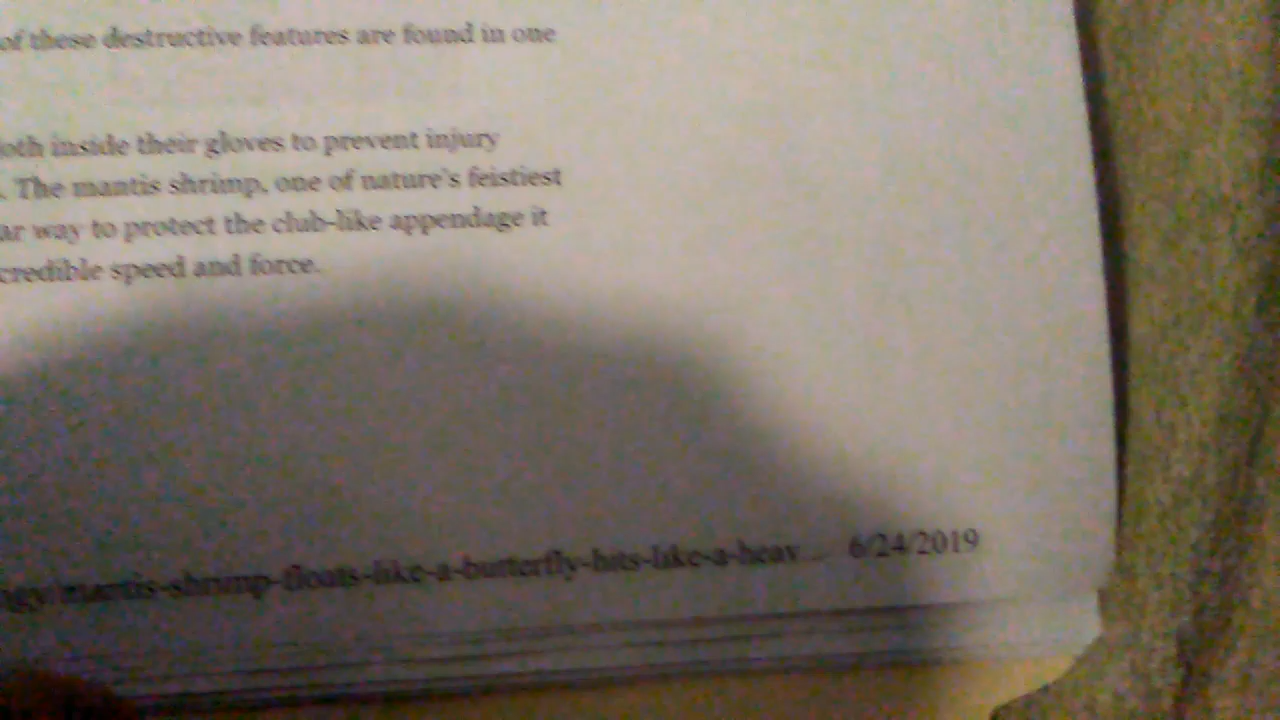 of these destructive features are found in one
oth inside their gloves to prevent injury
. The mantis shrimp, one of nature's feistiest
ar way to protect the club-like appendage it
credible speed and force.
ogy/mantis-shrimp-floats-like-a-butterfly-hits-like-a-heav... 6/24/2019